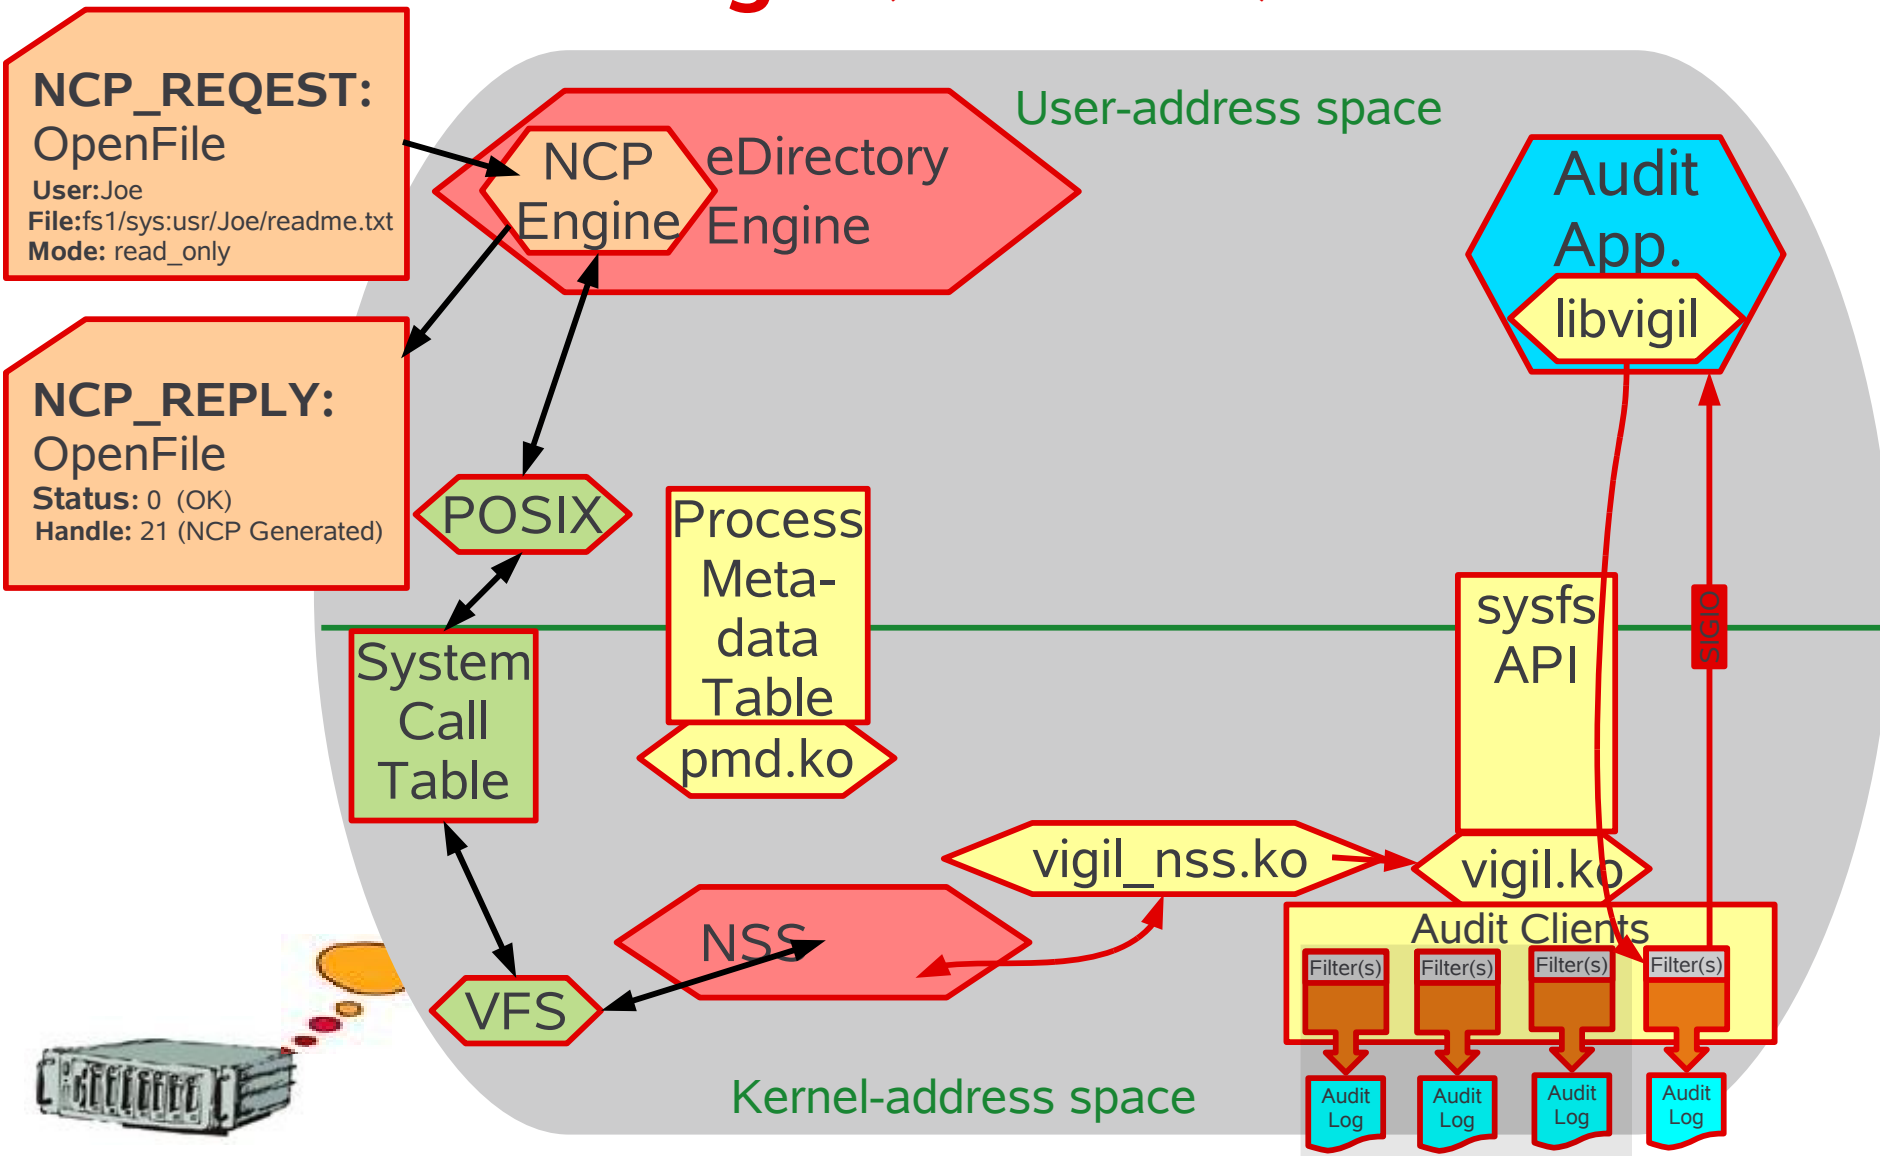 NCP_REQEST:
OpenFile
User:Joe
File:fs1/sys:usr/Joe/readme.txt
Mode: read_only
NCP
Engine
eDirectory
Engine
User-address space
Audit
App.
libvigil
NCP_REPLY:
OpenFile
Status: 0 (OK)
Handle: 21 (NCP Generated)
POSIX
Process
Meta-
data
Table
pmd.ko
sysfs
API
SIGIO
System
Call
Table
vigil_nss.ko
vigil.ko
NSS
VFS
Audit Clients
Filter(s)
Filter(s)
Filter(s)
Filter(s)
Audit
Log
Audit
Log
Audit
Log
Audit
Log
Kernel-address space